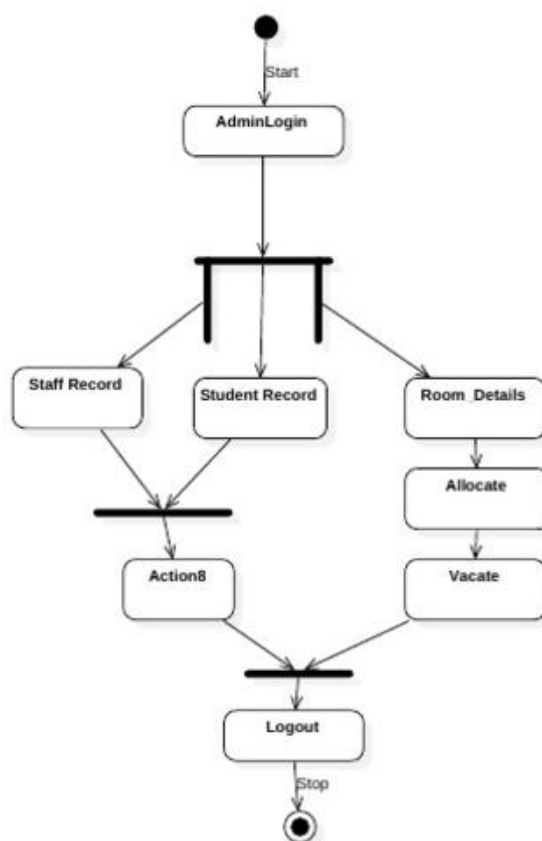 Start
AdminLogin
Staff Record
Student Record
Room_Details
Allocate
Action8
Vacate
Logout
Stop